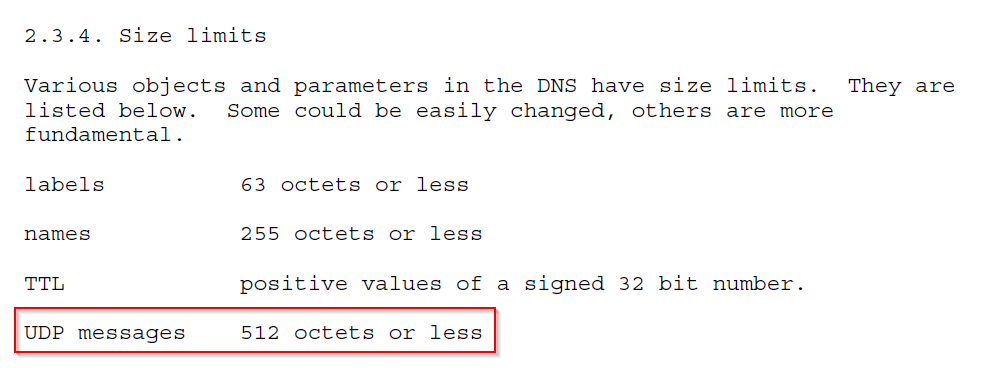 2.3.4. Size limits
Various objects and parameters in the DNS have size limits.  They are
listed below.  Some could be easily changed, others are more
fundamental.
labels          63 octets or less
names           255 octets or less
TTL             positive values of a signed 32 bit number.
UDP messages    512 octets or less